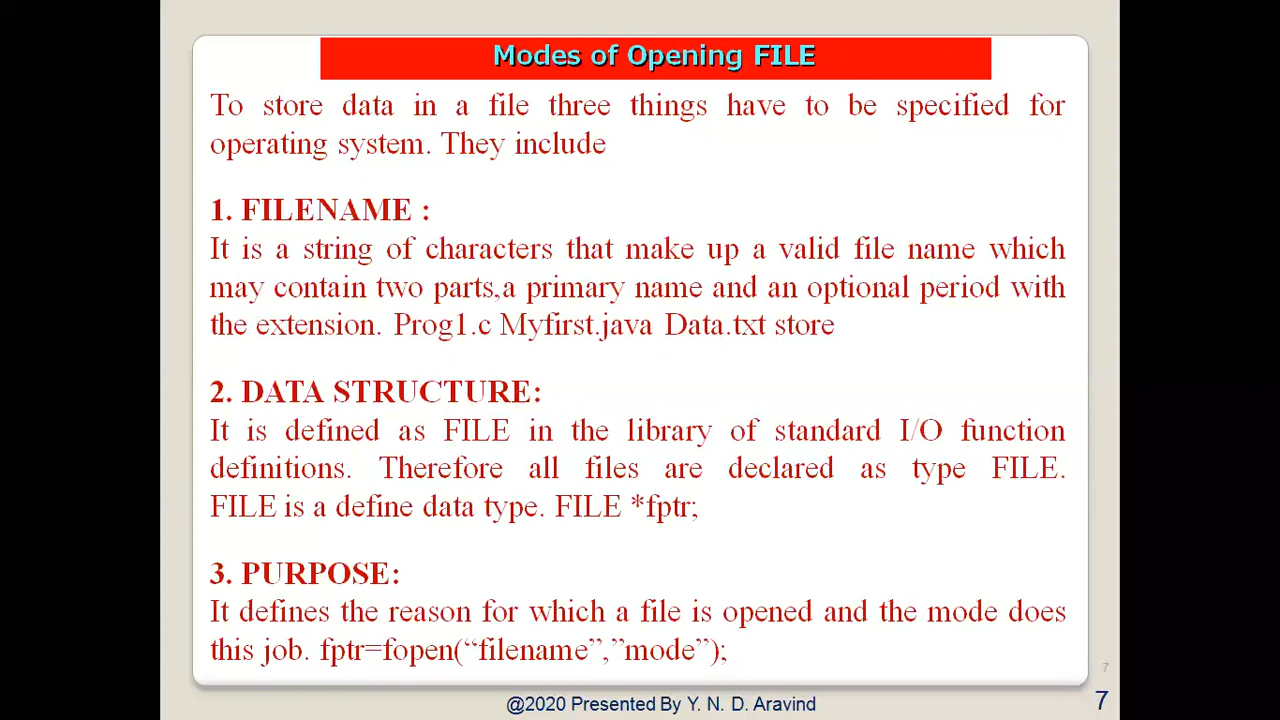 Modes of Opening FILE
To store data in a file three things have to be specified for
operating system. They include
1. FILENAME :
It is a string of characters that make up a valid file name which
may contain two parts,a primary name and an optional period with
the extension. Prog1.c Myfirst.java Data.txt store
2. DATA STRUCTURE:
It is defined as FILE in the library of standard I/O function
definitions. Therefore all files are declared as type FILE.
FILE is a define data type. FILE *fptr;
3. PURPOSE:
It defines the reason for which a file is opened and the mode does
this job. fptr=fopen(“filename”,”mode”);
7
@2020 Presented By Y. N. D. Aravind
7